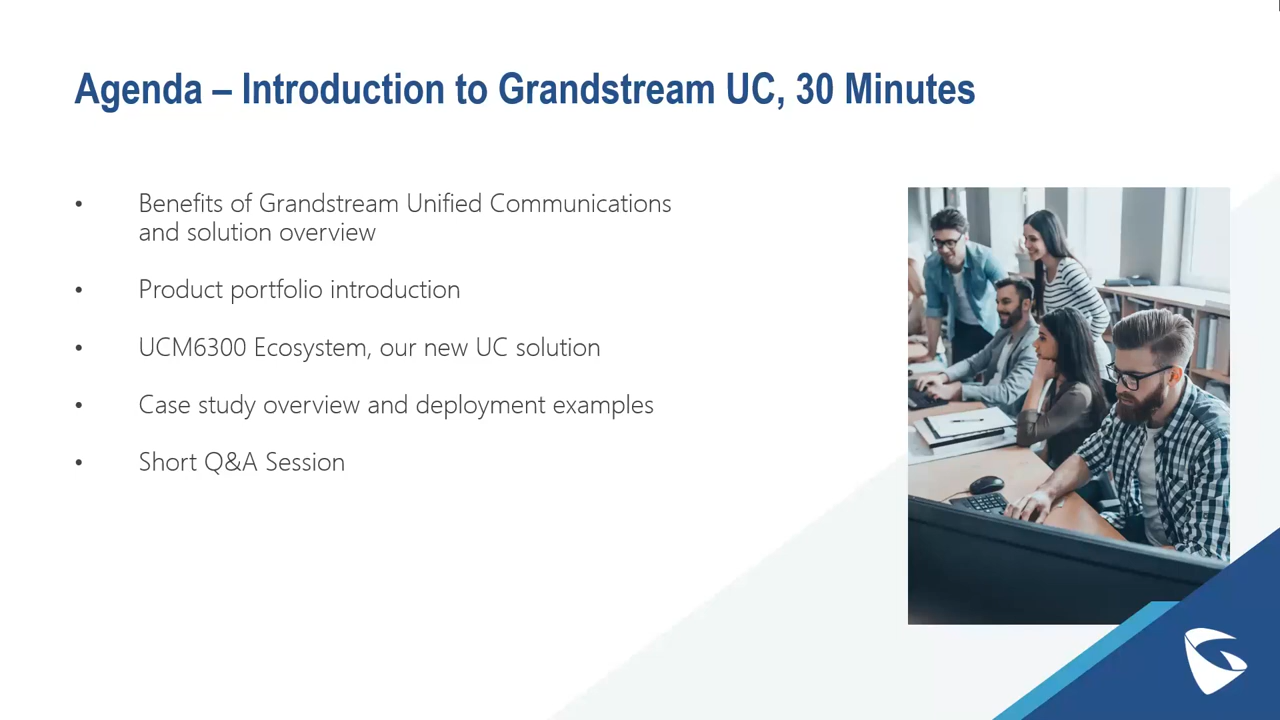 Agenda – Introduction to Grandstream UC, 30 Minutes
• Benefits of Grandstream Unified Communications
and solution overview
• Product portfolio introduction
• UCM6300 Ecosystem, our new UC solution
• Case study overview and deployment examples
• Short Q&A Session